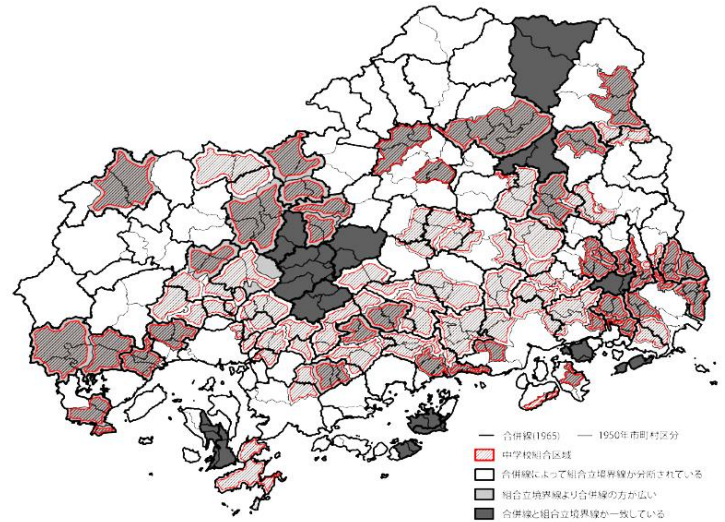 合併線(1965) 1950年市町村区分
中学校組合区域
合併線によって組合立境界線が分断されている
組合立境界線より合併線の方が広い
合併線と組合立境界線が一致している